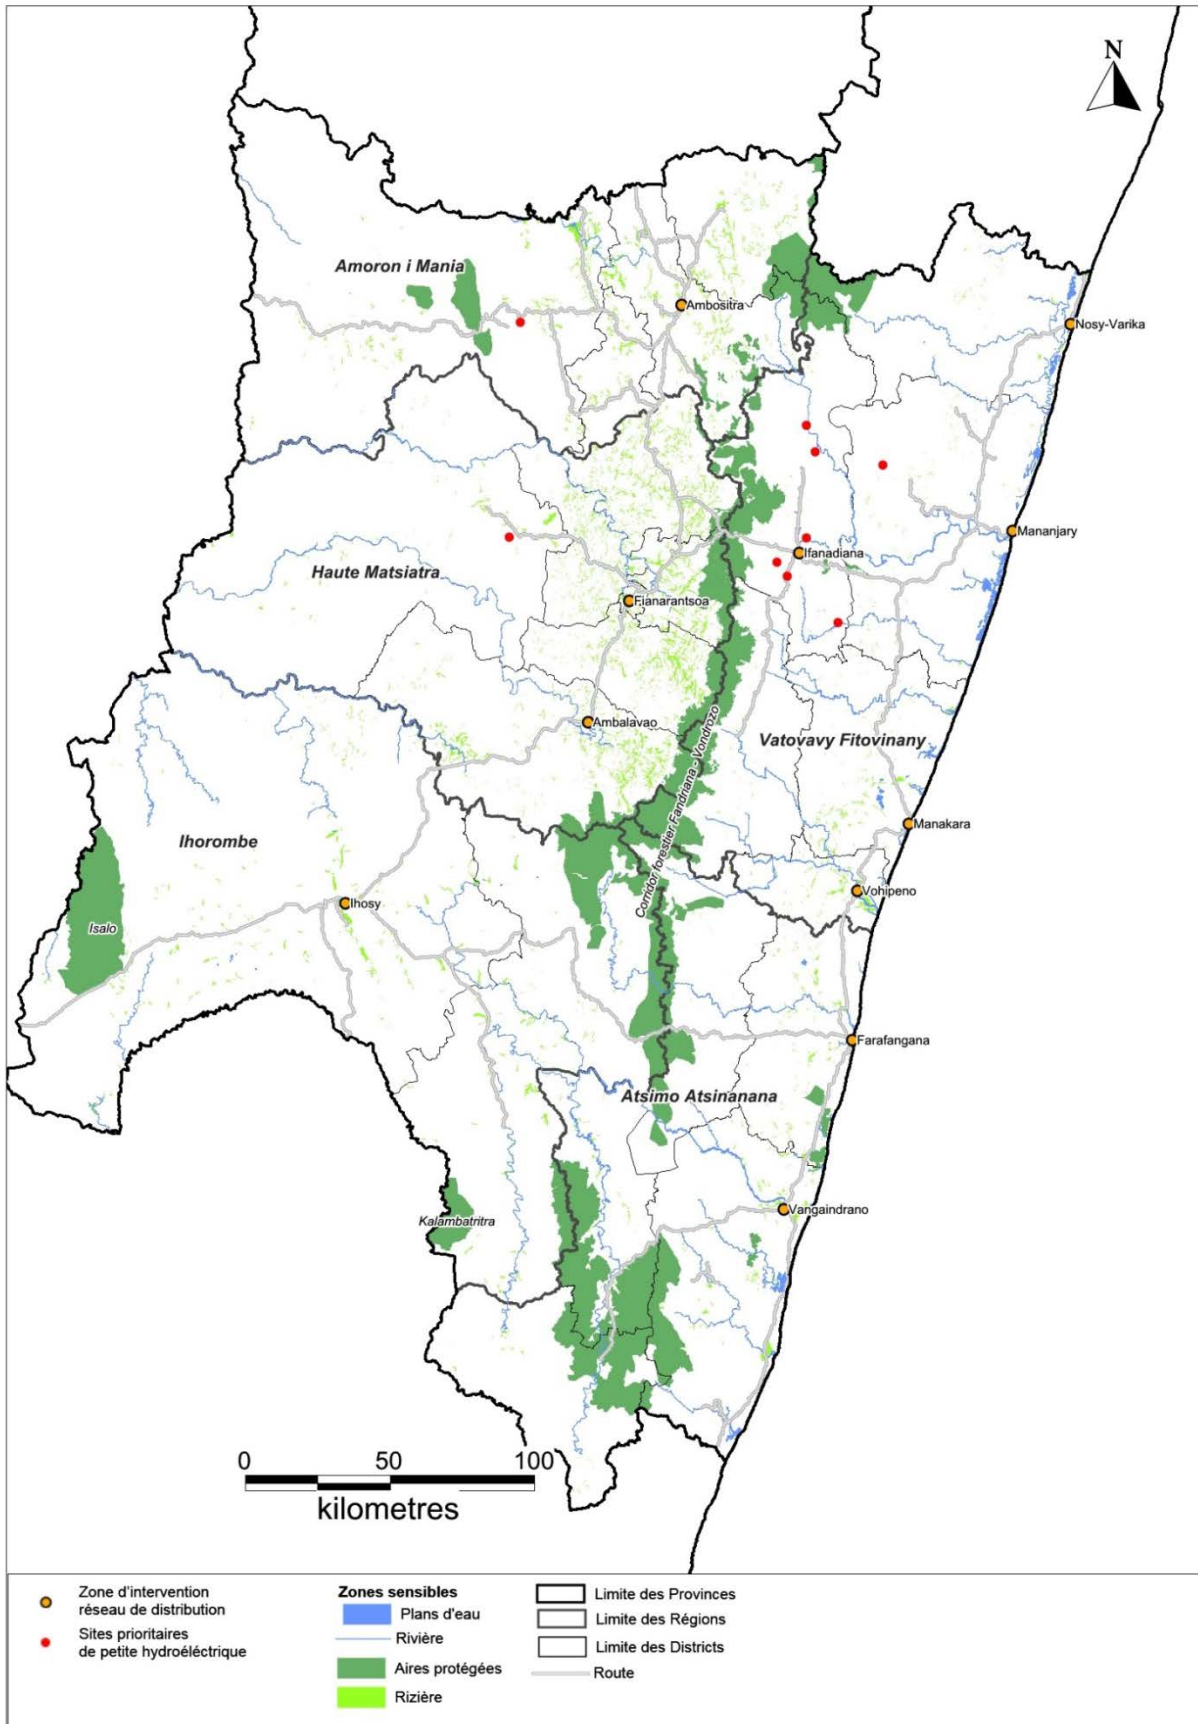 N
Amoron i Mania
Ambositra
Nosy-Varika
Mananjary
Ifanadiana
Haute Matsiatra
Fianarantsoa
Ambalavao
Vatovavy Fitovinany
Corridor forestier Fandriana - Vondrozo
Manakara
Ihorombe
Vohipeno
Ihosy
Isalo
Farafangana
Atsimo Atsinanana
Kalambatritra
Vangaindrano
0 50 100
kilometres
Zone d'intervention
réseau de distribution
Sites prioritaires
de petite hydroéléctrique
Zones sensibles
Plans d'eau
Rivière
Aires protégées
Rizière
Limite des Provinces
Limite des Régions
Limite des Districts
Route